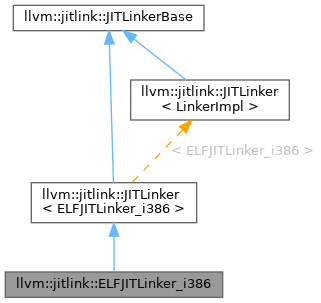 llvm::jitlink::JITLinkerBase
llvm::jitlink::JITLinker
< LinkerImpl >
< ELFJITLinker_i386 >
llvm::jitlink::JITLinker
< ELFJITLinker_i386 >
llvm::jitlink::ELFJITLinker_i386